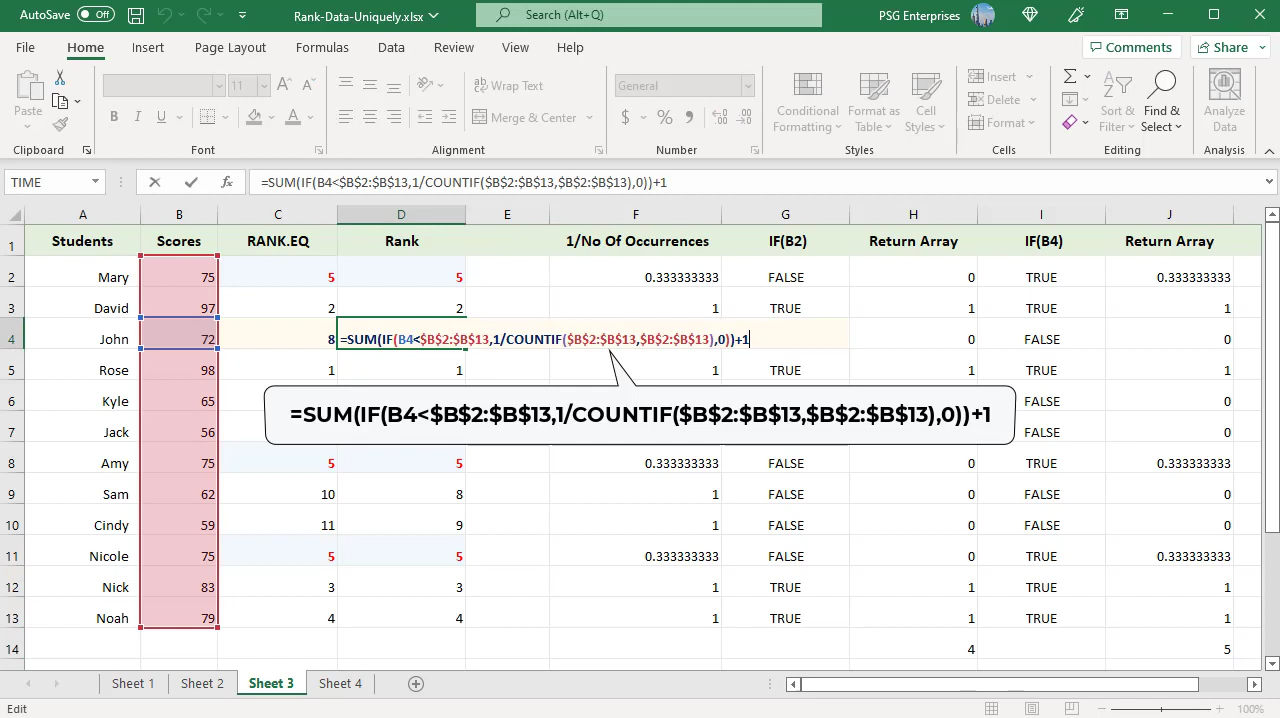 AutoSave Off Rank-Data-Uniquely.xlsx Search (Alt+Q) PSG Enterprises
File Home Insert Page Layout Formulas Data Review View Help Comments Share
Paste
Clipboard
11
B I U A
Font
Wrap Text
Merge & Center
Alignment
General
$ % 9
Number
Conditional Formatting Format as Table Cell Styles
Styles
Insert
Delete
Format
Cells
Sort & Filter Find & Select
Editing
Analyze Data
Analysis
TIME fx =SUM(IF(B4<$B$2:$B$13,1/COUNTIF($B$2:$B$13,$B$2:$B$13),0))+1
A B C D E F G H I J
1 Students Scores RANK.EQ Rank 1/No Of Occurrences IF(B2) Return Array IF(B4) Return Array
2 Mary 75 5 5 0.333333333 FALSE 0 TRUE 0.333333333
3 David 97 2 2 1 TRUE 1 TRUE 1
4 John 72 8 =SUM(IF(B4<$B$2:$B$13,1/COUNTIF($B$2:$B$13,$B$2:$B$13),0))+1 0 FALSE 0
5 Rose 98 1 1 1 TRUE 1 TRUE 1
6 Kyle 65 FALSE 0
=SUM(IF(B4<$B$2:$B$13,1/COUNTIF($B$2:$B$13,$B$2:$B$13),0))+1
7 Jack 56 FALSE 0
8 Amy 75 5 5 0.333333333 FALSE 0 TRUE 0.333333333
9 Sam 62 10 8 1 FALSE 0 FALSE 0
10 Cindy 59 11 9 1 FALSE 0 FALSE 0
11 Nicole 75 5 5 0.333333333 FALSE 0 TRUE 0.333333333
12 Nick 83 3 3 1 TRUE 1 TRUE 1
13 Noah 79 4 4 1 TRUE 1 TRUE 1
14 4 5
Sheet 1 Sheet 2 Sheet 3 Sheet 4
Edit 100%